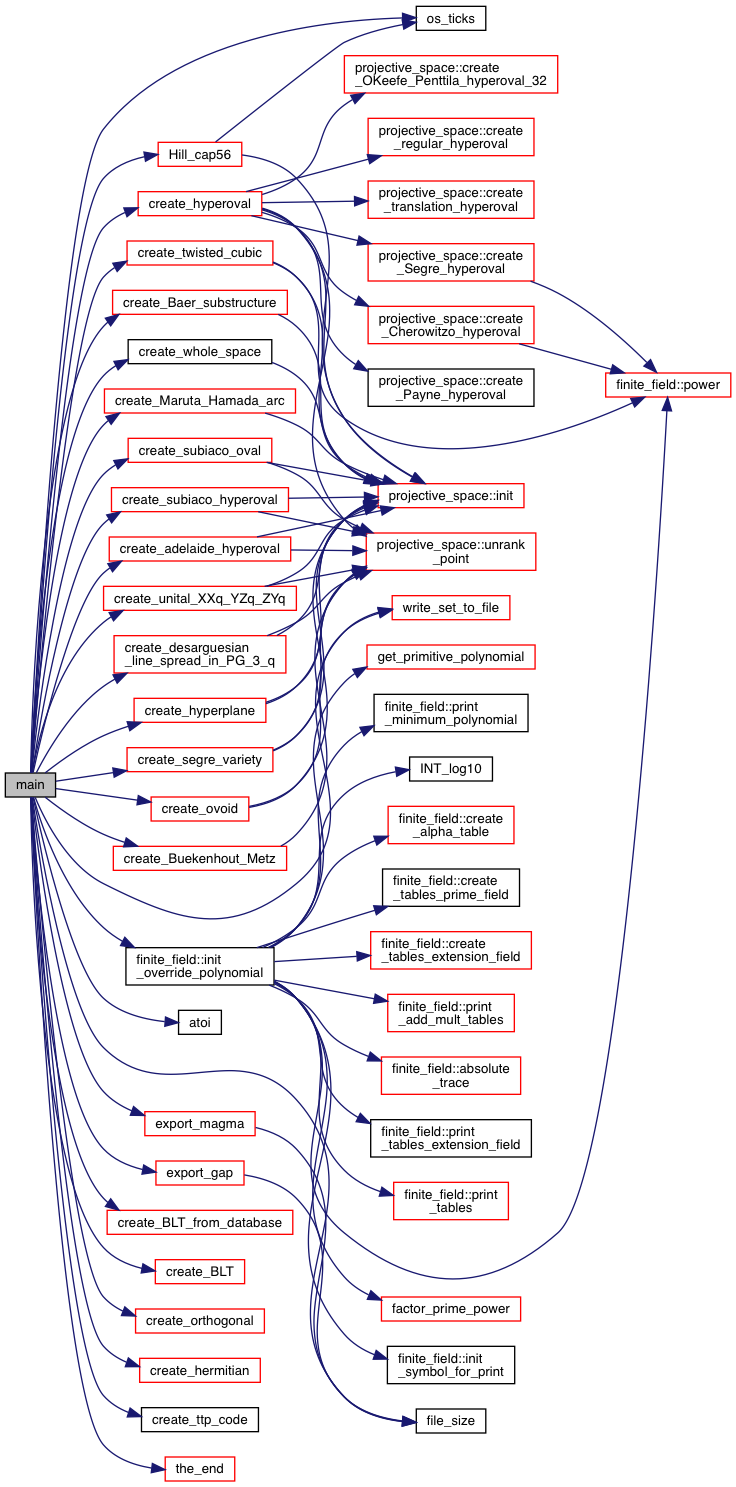 os_ticks
projective_space::create
_OKeefe_Penttila_hyperoval_32
projective_space::create
_regular_hyperoval
Hill_cap56
projective_space::create
_translation_hyperoval
create_hyperoval
projective_space::create
_Segre_hyperoval
create_twisted_cubic
create_Baer_substructure
projective_space::create
_Cherowitzo_hyperoval
create_whole_space
projective_space::create
_Payne_hyperoval
finite_field::power
create_Maruta_Hamada_arc
create_subiaco_oval
create_subiaco_hyperoval
projective_space::init
create_adelaide_hyperoval
projective_space::unrank
_point
create_unital_XXq_YZq_ZYq
write_set_to_file
create_desarguesian
_line_spread_in_PG_3_q
get_primitive_polynomial
create_hyperplane
finite_field::print
_minimum_polynomial
create_segre_variety
INT_log10
main
create_ovoid
finite_field::create
_alpha_table
create_Buekenhout_Metz
finite_field::create
_tables_prime_field
finite_field::init
_override_polynomial
finite_field::create
_tables_extension_field
finite_field::print
_add_mult_tables
atoi
finite_field::absolute
_trace
export_magma
finite_field::print
_tables_extension_field
export_gap
finite_field::print
_tables
create_BLT_from_database
create_BLT
factor_prime_power
create_orthogonal
finite_field::init
_symbol_for_print
create_hermitian
create_ttp_code
file_size
the_end